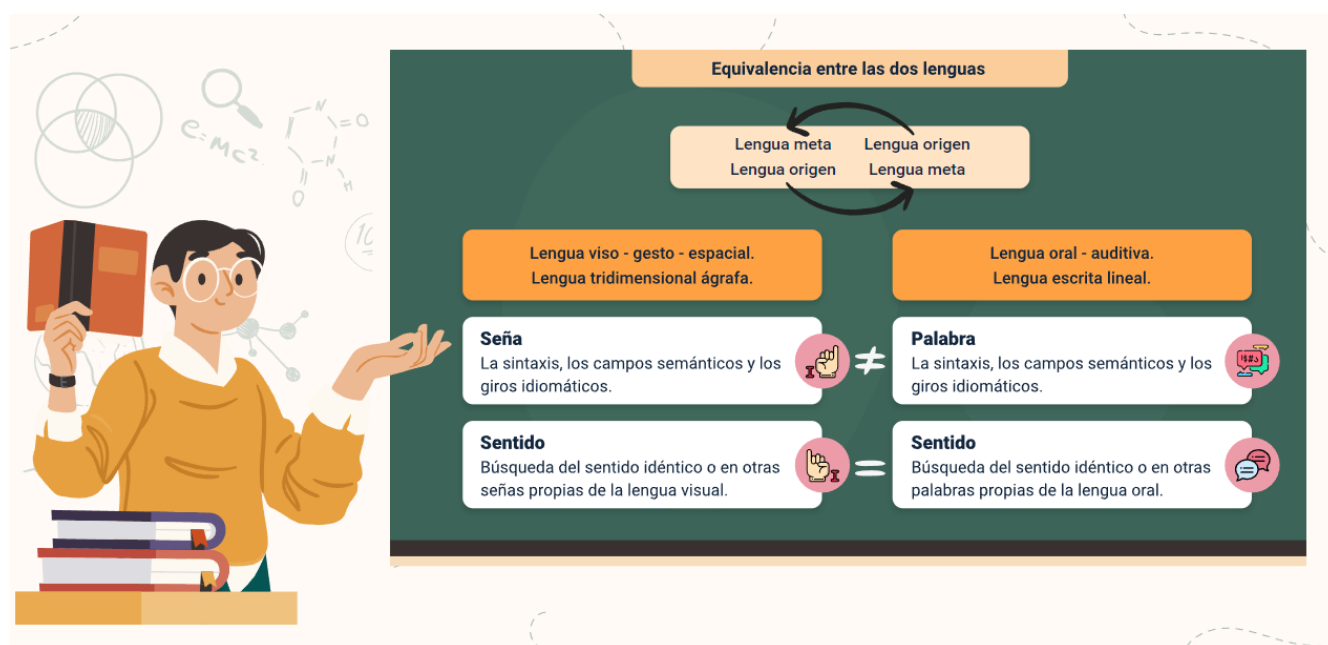 Equivalencia entre las dos lenguas
Lengua meta Lengua origen
Lengua origen Lengua meta
Lengua viso - gesto - espacial.
Lengua tridimensional ágrafa.
Lengua oral - auditiva.
Lengua escrita lineal.
Seña
La sintaxis, los campos semánticos y los
giros idiomáticos.
≠
Palabra
La sintaxis, los campos semánticos y los
giros idiomáticos.
Sentido
Búsqueda del sentido idéntico o en otras
señas propias de la lengua visual.
=
Sentido
Búsqueda del sentido idéntico o en otras
palabras propias de la lengua oral.
e=mc2.
N
O
N
H
O
10